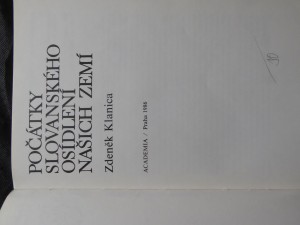 POČÁTKY
SLOVANSKÉHO
OSÍDLENÍ
NAŠICH ZEMÍ
Zdeněk Klanica
ACADEMIA / Praha 1986